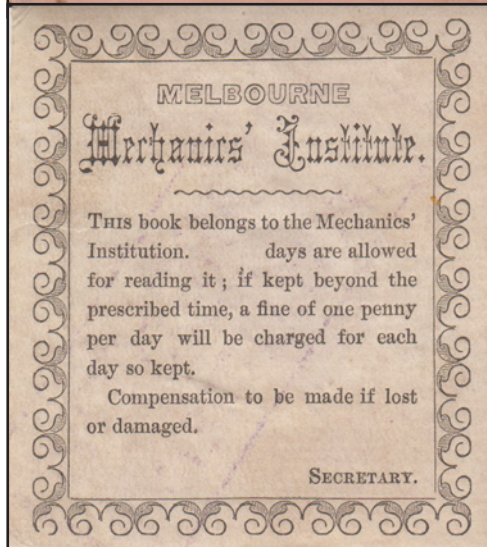 MELBOURNE
Mechanics' Institute.
THIS book belongs to the Mechanics'
Institution. days are allowed
for reading it ; if kept beyond the
prescribed time, a fine of one penny
per day will be charged for each
day so kept.
Compensation to be made if lost
or damaged.
SECRETARY.